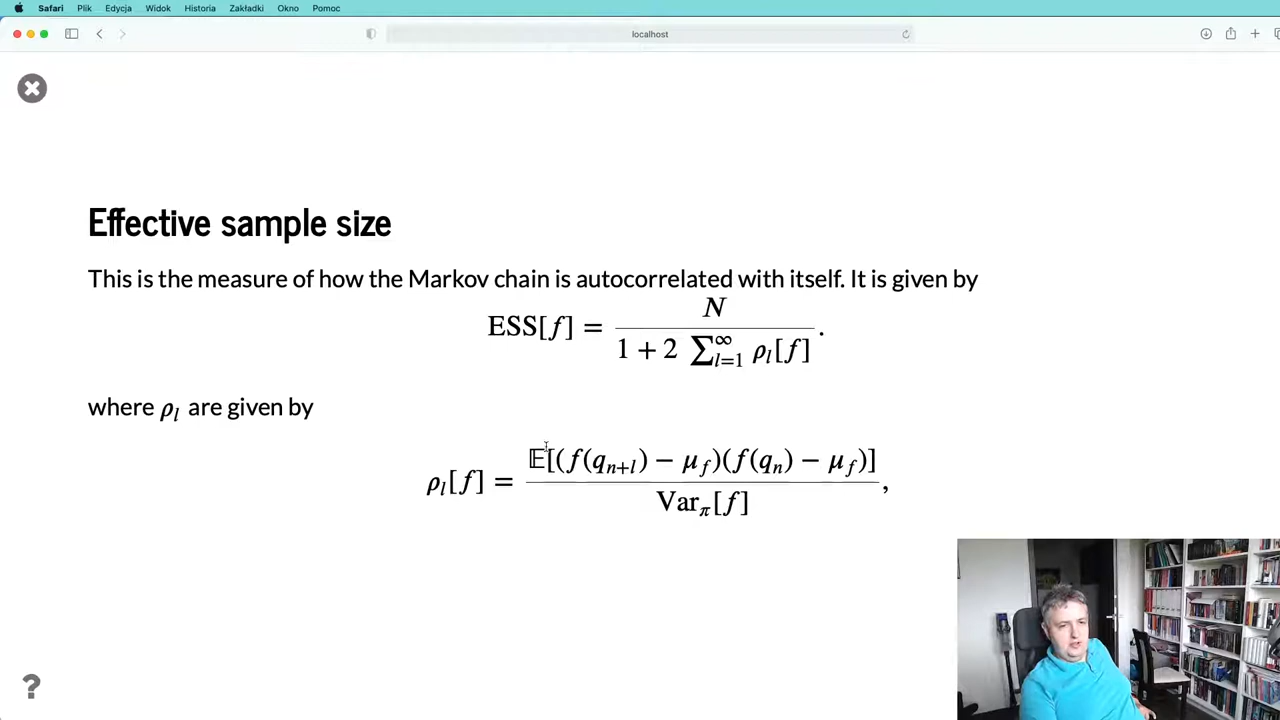 Safari Plik Edycja Widok Historia Zakładki Okno Pomoc
localhost
Effective sample size
This is the measure of how the Markov chain is autocorrelated with itself. It is given by
ESS[f] = N / (1 + 2 ∑_{l=1}^{∞} ρ_l[f]) .
where ρ_l are given by
ρ_l[f] = 𝔼[(f(q_{n+l}) − μ_f)(f(q_n) − μ_f)] / Var_π[f] ,
?